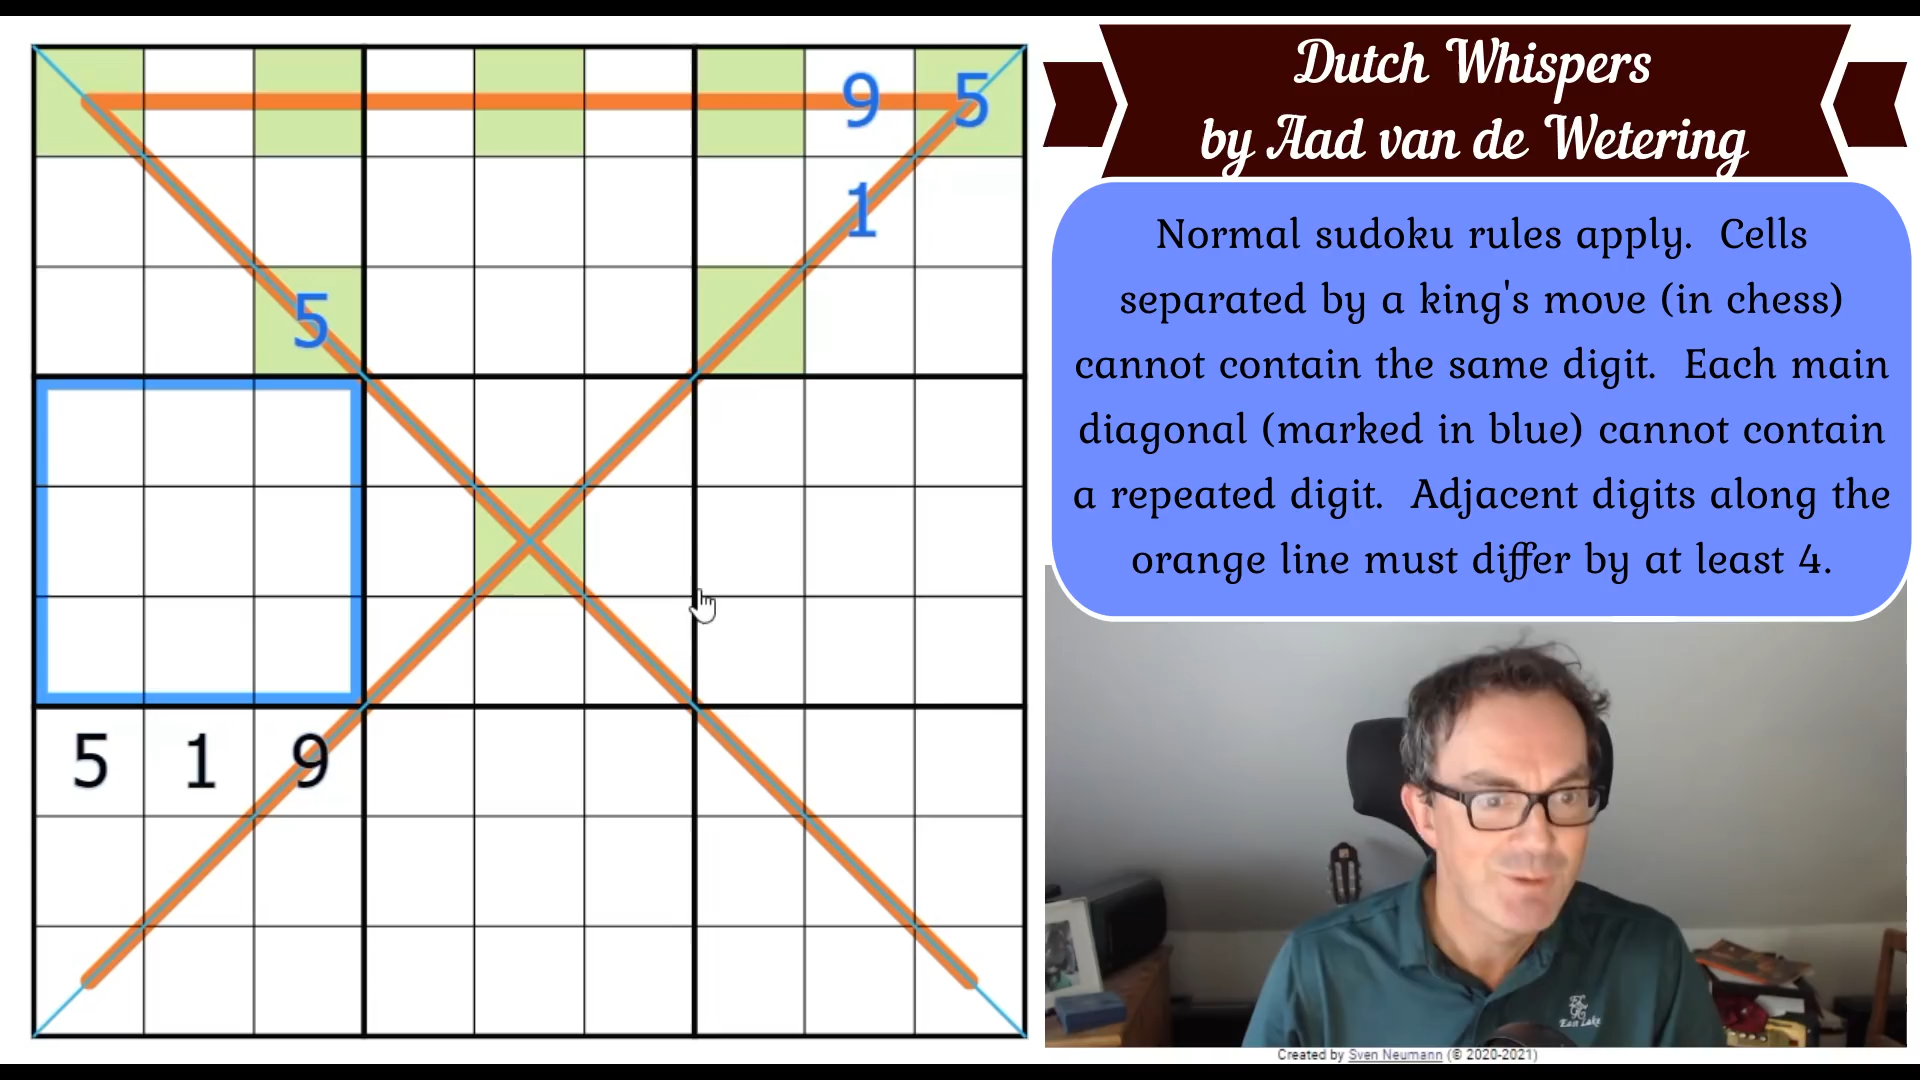 Dutch Whispers
by Aad van de Wetering
9 5
1
5
5 1 9
Normal sudoku rules apply. Cells
separated by a king's move (in chess)
cannot contain the same digit. Each main
diagonal (marked in blue) cannot contain
a repeated digit. Adjacent digits along the
orange line must differ by at least 4.
East Lake
Created by Sven Neumann (© 2020-2021)